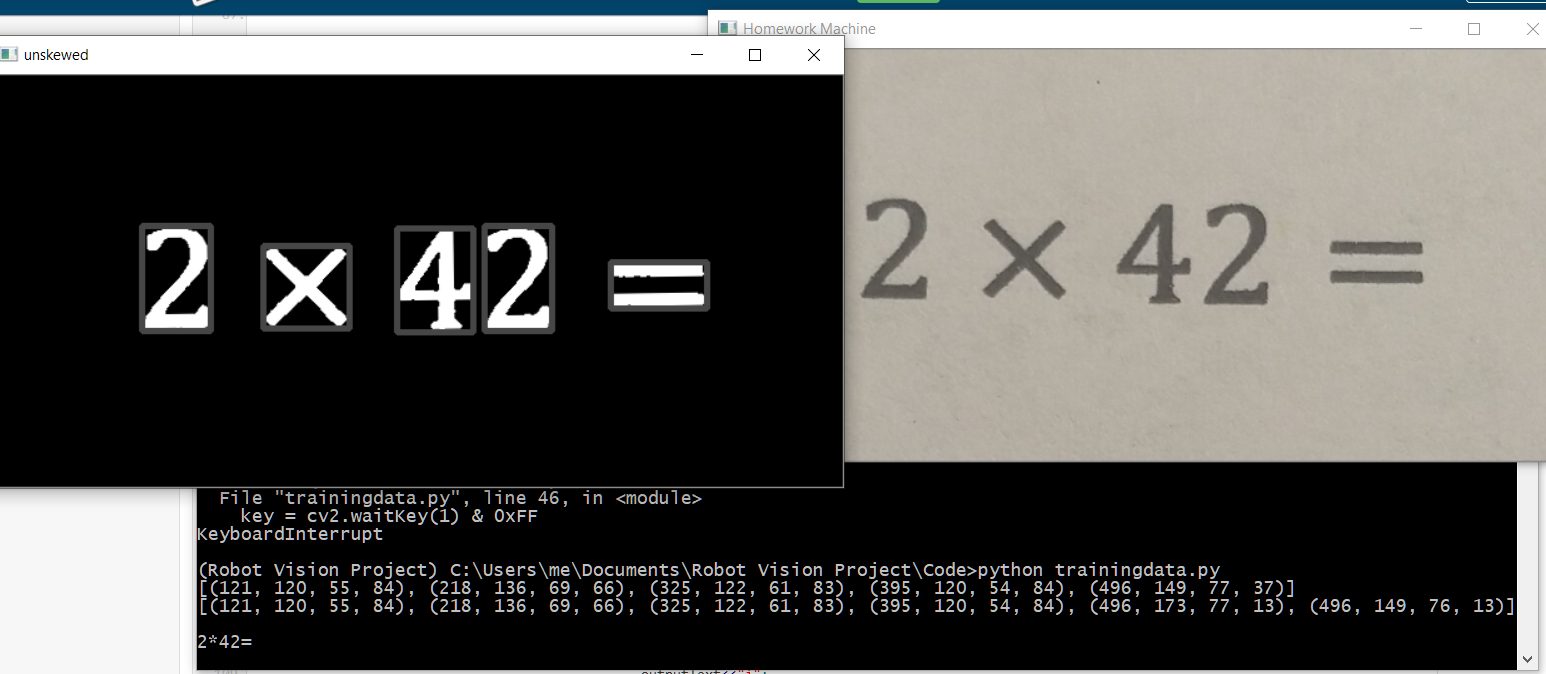 Homework Machine
unskewed
2 × 42 =
2 × 42 =
File "trainingdata.py", line 46, in <module>
key = cv2.waitKey(1) & 0xFF
KeyboardInterrupt
(Robot Vision Project) C:\Users\me\Documents\Robot Vision Project\Code>python trainingdata.py
[(121, 120, 55, 84), (218, 136, 69, 66), (325, 122, 61, 83), (395, 120, 54, 84), (496, 149, 77, 37)]
[(121, 120, 55, 84), (218, 136, 69, 66), (325, 122, 61, 83), (395, 120, 54, 84), (496, 173, 77, 13), (496, 149, 76, 13)]
2*42=